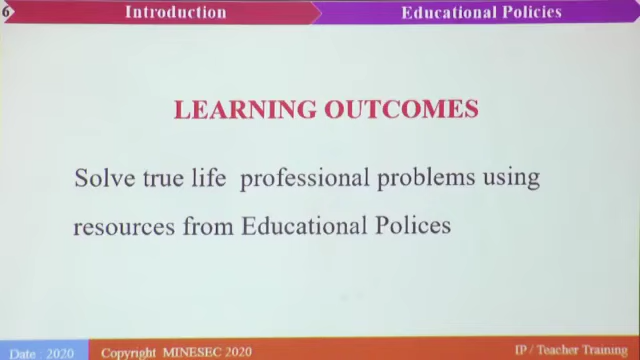 6 Introduction Educational Policies
LEARNING OUTCOMES
Solve true life professional problems using
resources from Educational Polices
Date : 2020 Copyright MINESEC 2020 IP / Teacher Training